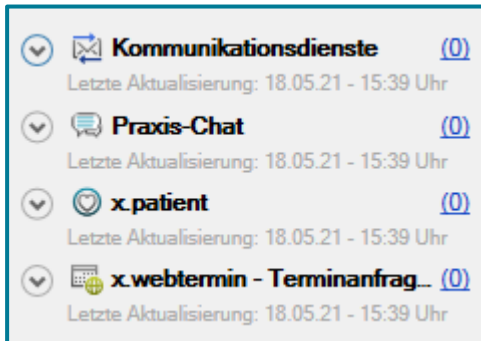 Kommunikationsdienste (0)
Letzte Aktualisierung: 18.05.21 - 15:39 Uhr
Praxis-Chat (0)
Letzte Aktualisierung: 18.05.21 - 15:39 Uhr
x.patient (0)
Letzte Aktualisierung: 18.05.21 - 15:39 Uhr
x.webtermin - Terminanfrag... (0)
Letzte Aktualisierung: 18.05.21 - 15:39 Uhr